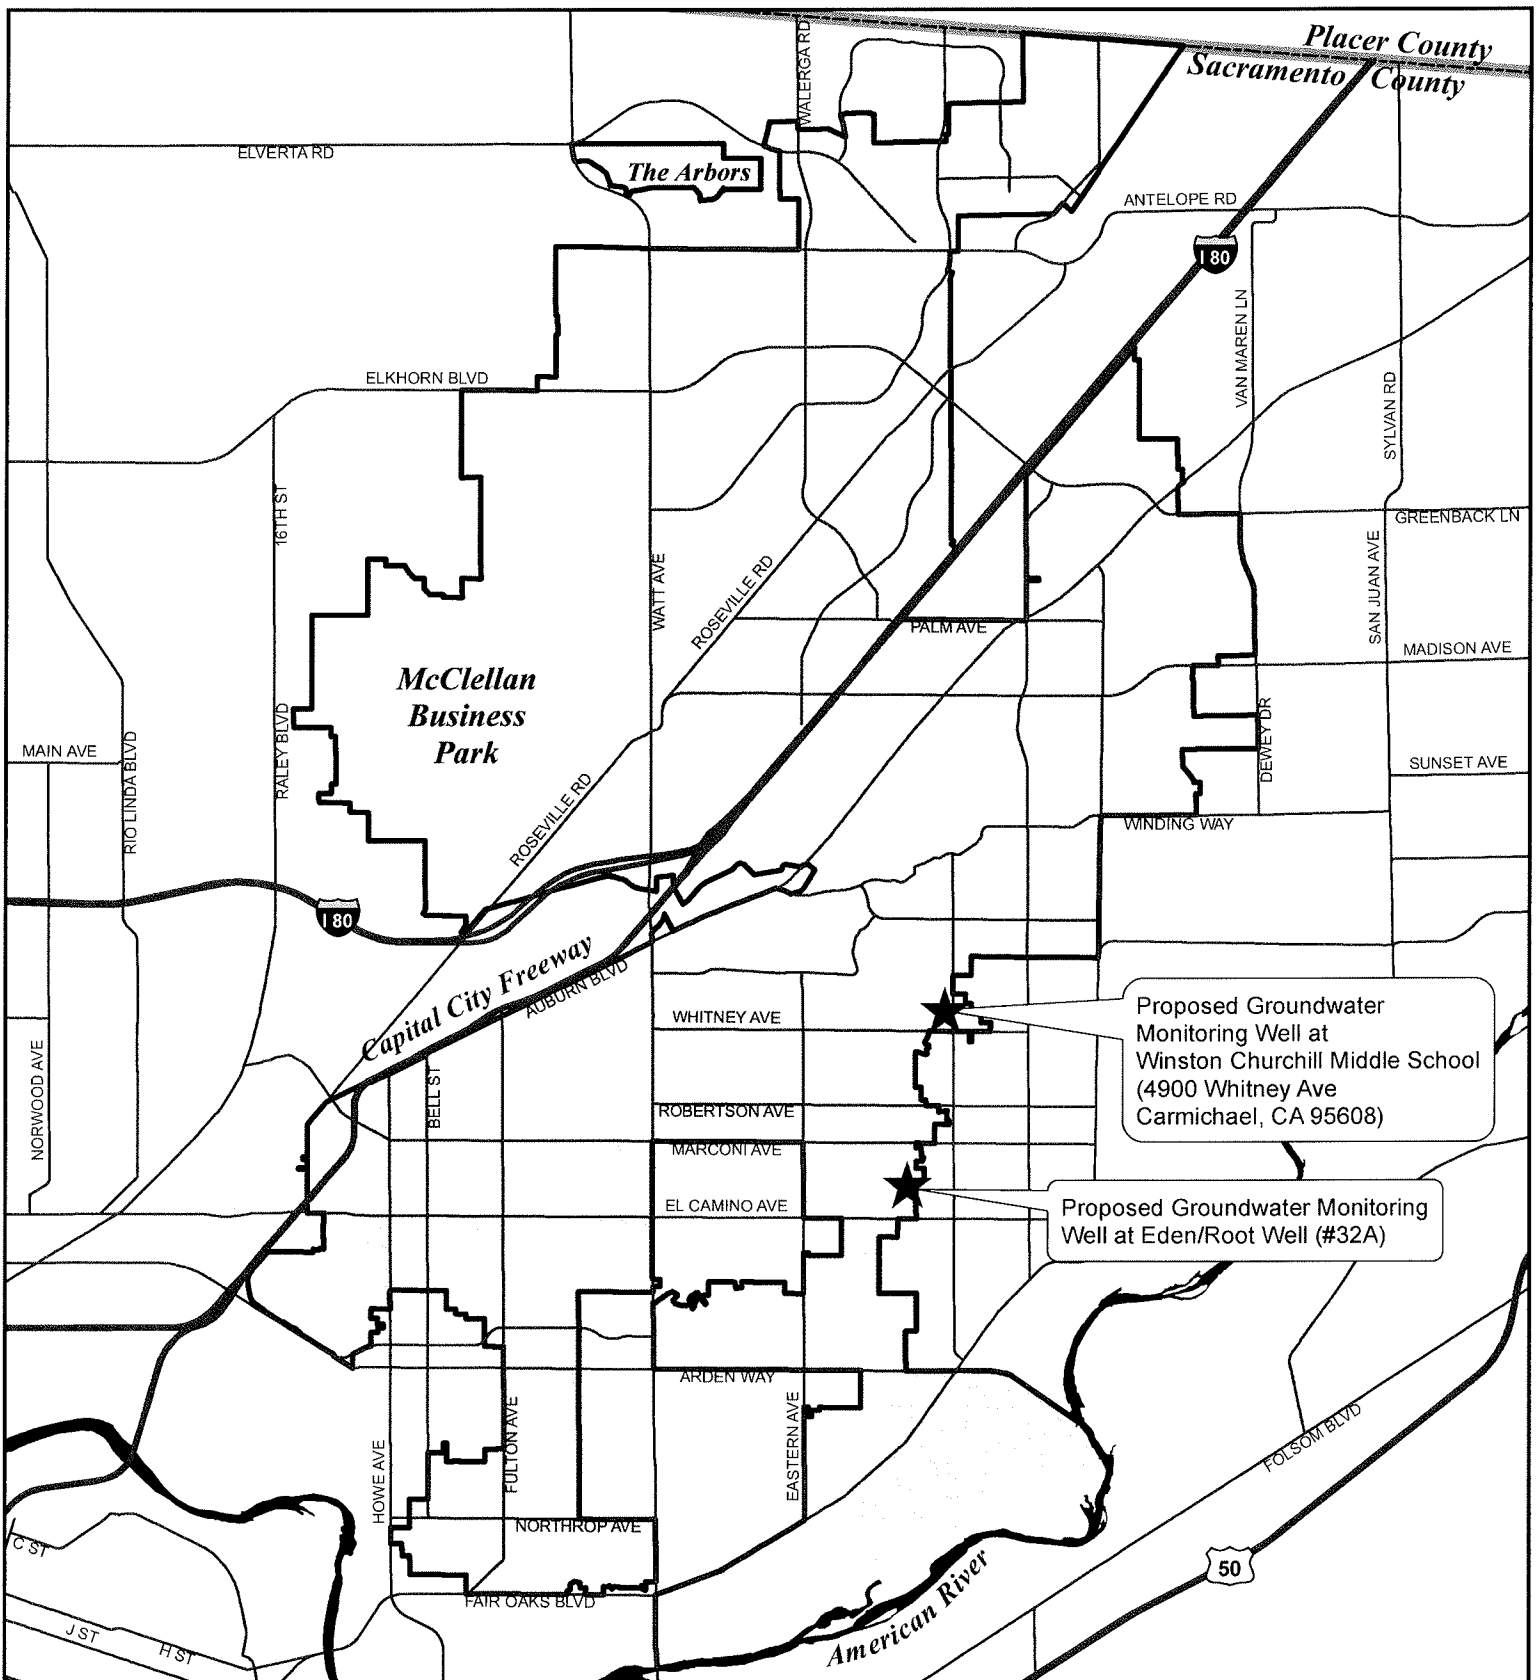 Placer County
Sacramento County
WALERGA RD
ELVERTA RD
The Arbors
ANTELOPE RD
I 80
VAN MAREN LN
ELKHORN BLVD
SYLVAN RD
16TH ST
GREENBACK LN
WATT AVE
ROSEVILLE RD
SAN JUAN AVE
PALM AVE
MADISON AVE
McClellan
Business
Park
DEWEY DR
RALEY BLVD
MAIN AVE
RIO LINDA BLVD
SUNSET AVE
ROSEVILLE RD
WINDING WAY
I 80
Capital City Freeway
AUBURN BLVD
Proposed Groundwater
Monitoring Well at
Winston Churchill Middle School
(4900 Whitney Ave
Carmichael, CA 95608)
WHITNEY AVE
NORWOOD AVE
BELL ST
ROBERTSON AVE
MARCONI AVE
EL CAMINO AVE
Proposed Groundwater Monitoring
Well at Eden/Root Well (#32A)
ARDEN WAY
HOWE AVE
FULTON AVE
EASTERN AVE
FOLSOM BLVD
NORTHROP AVE
C ST
50
FAIR OAKS BLVD
American River
J ST
H ST